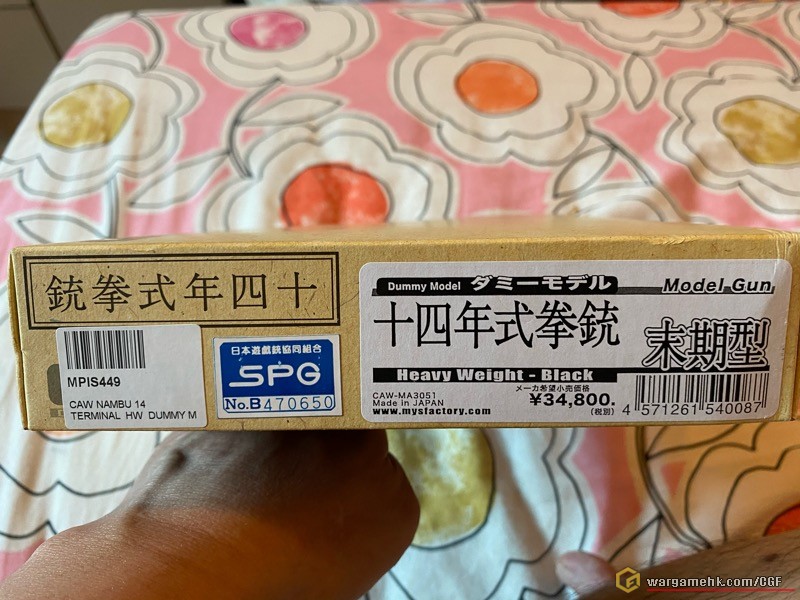 銃拳式年四十
MPIS449
CAW NAMBU 14
TERMINAL HW DUMMY M
日本遊戯銃協同組合
SPG
No.B470650
Dummy Model ダミーモデル
Model Gun
十四年式拳銃
末期型
Heavy Weight - Black
CAW-MA3051
Made in JAPAN
www.mysfactory.com
メーカ希望小売価格
¥34,800.
(税別)
4 571261 540087
wargamehk.com/CGF